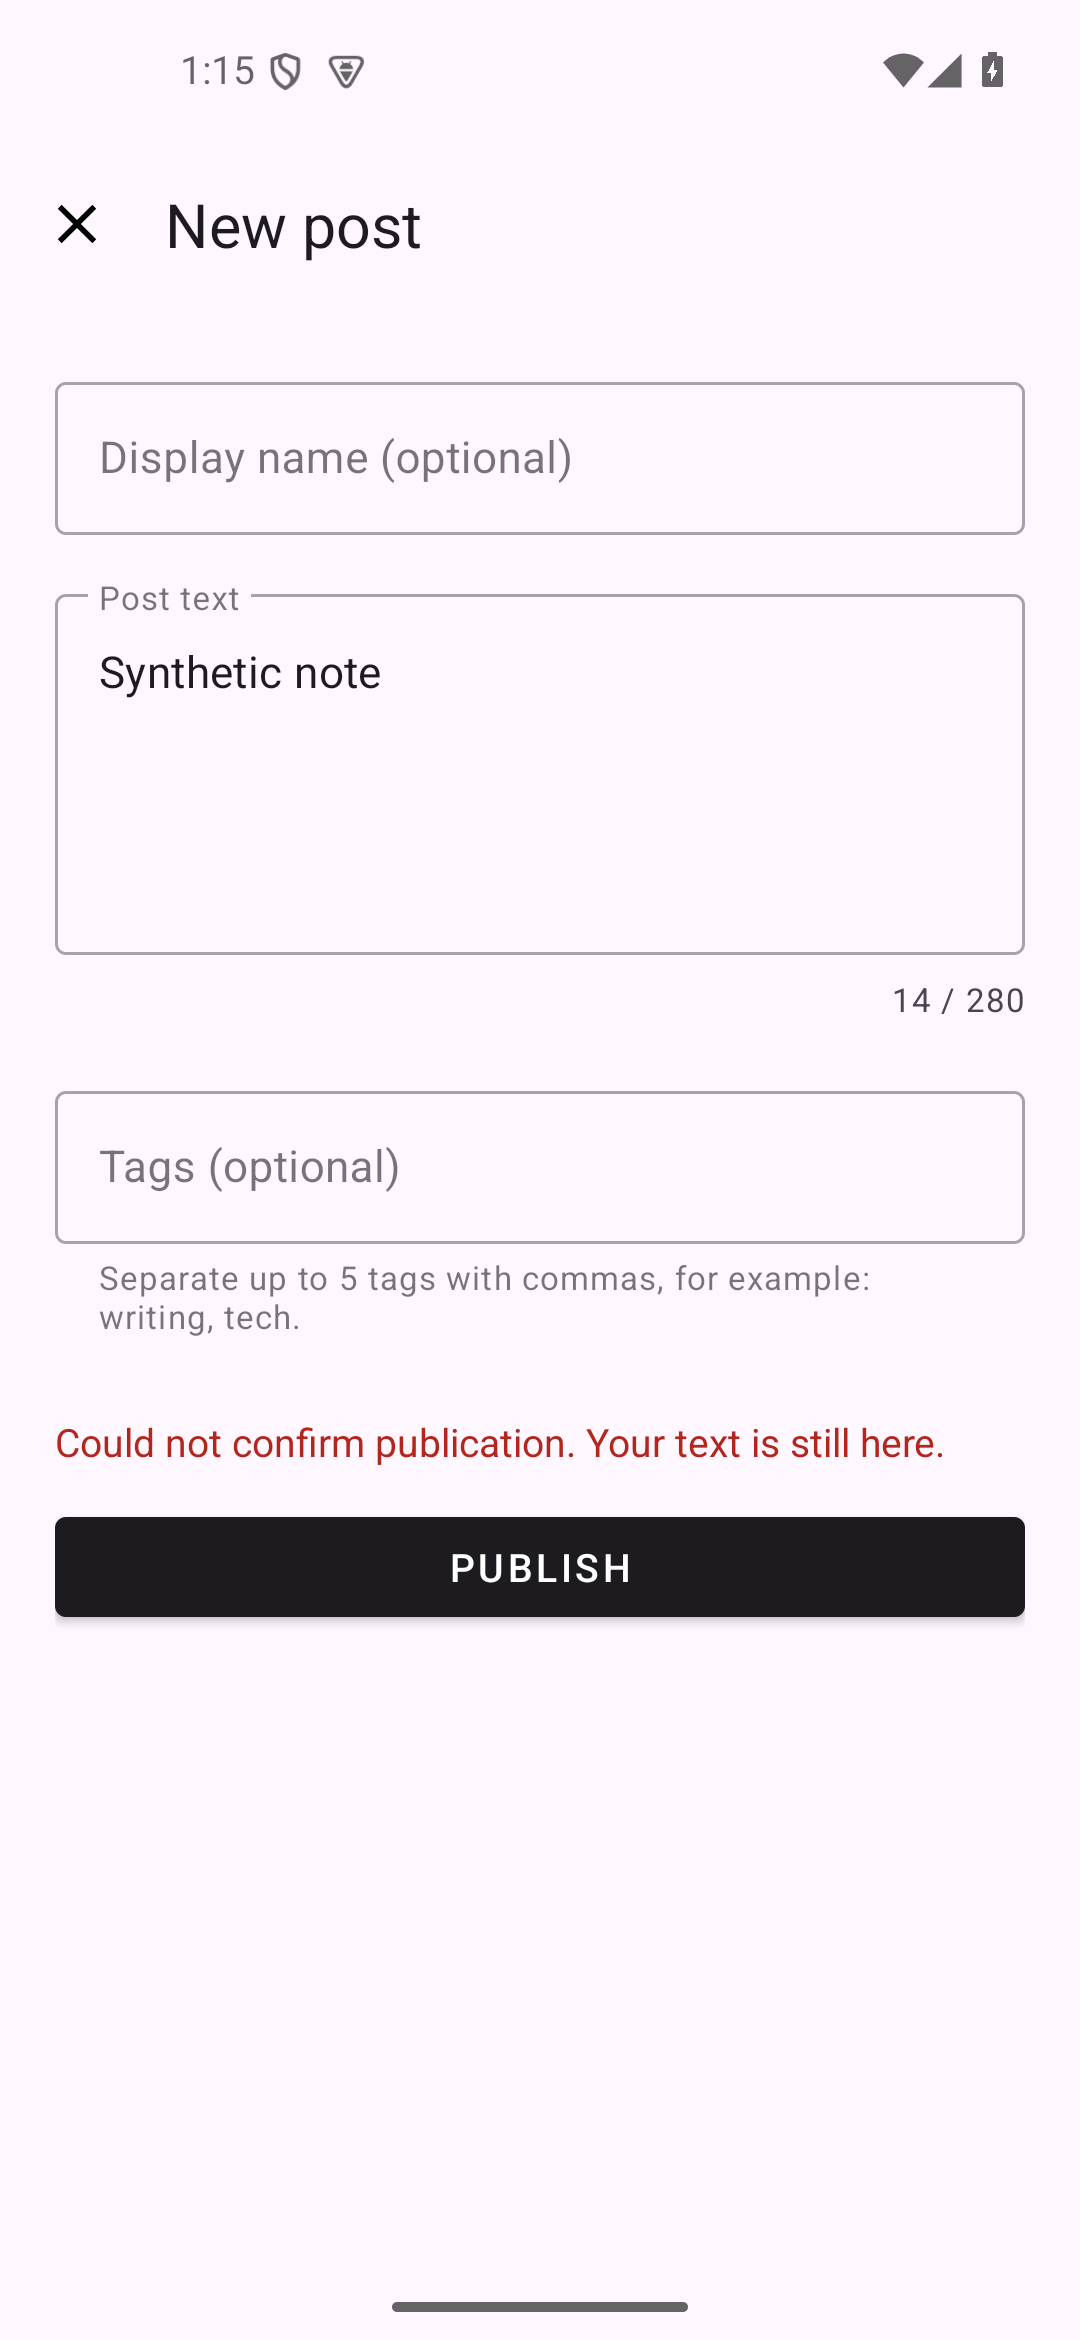 1:15
New post
Display name (optional)
Post text
Synthetic note
14 / 280
Tags (optional)
Separate up to 5 tags with commas, for example:
writing, tech.
Could not confirm publication. Your text is still here.
PUBLISH